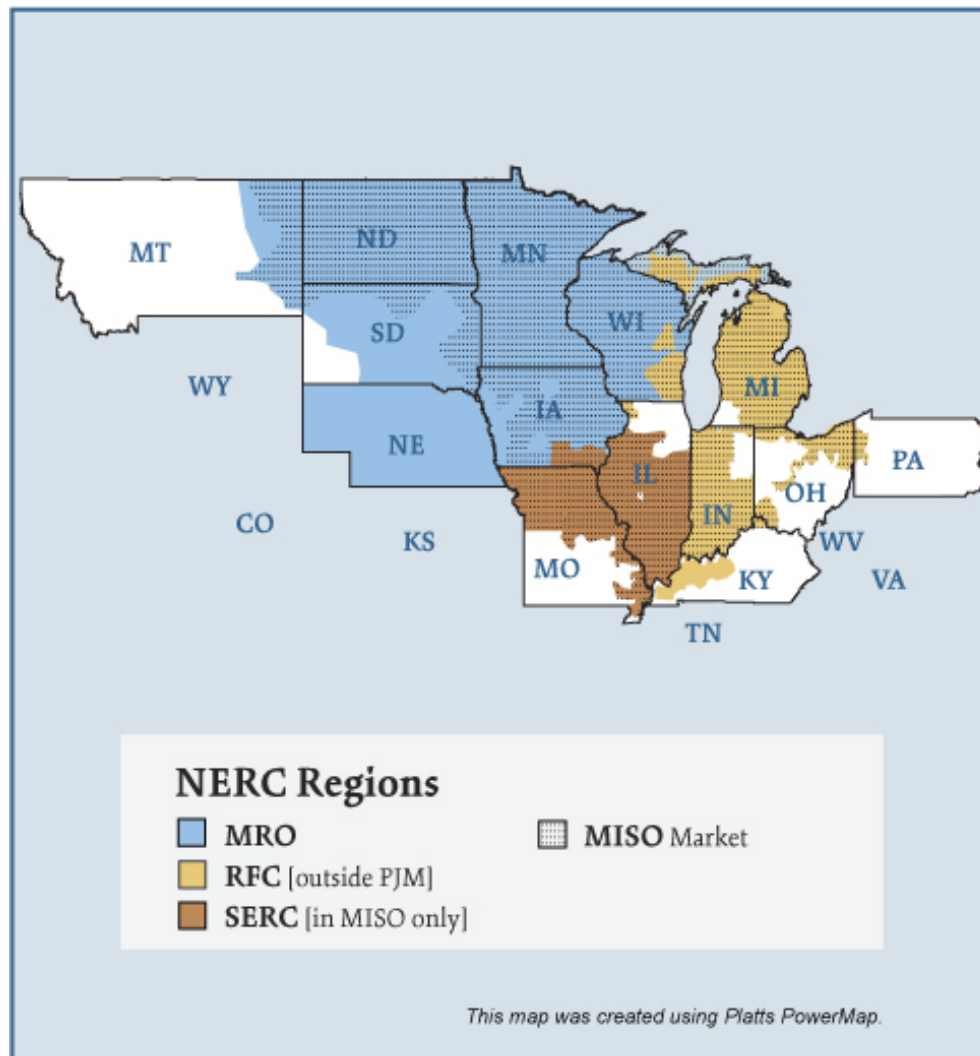 MT
ND
MN
SD
WI
WY
MI
IA
NE
IL
PA
OH
IN
CO
KS
WV
MO
KY
VA
TN
NERC Regions
MRO
MISO Market
RFC [outside PJM]
SERC [in MISO only]
This map was created using Platts PowerMap.